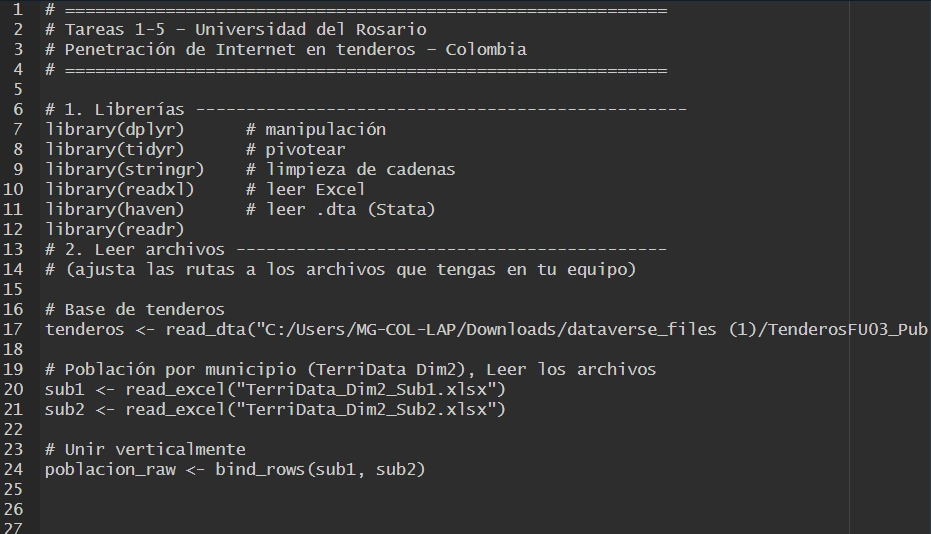 1 # ============================================================
2 # Tareas 1-5 – Universidad del Rosario
3 # Penetración de Internet en tenderos – Colombia
4 # ============================================================
5
6 # 1. Librerías -------------------------------------------------
7 library(dplyr)      # manipulación
8 library(tidyr)      # pivotear
9 library(stringr)    # limpieza de cadenas
10 library(readxl)     # leer Excel
11 library(haven)      # leer .dta (Stata)
12 library(readr)
13 # 2. Leer archivos -------------------------------------------
14 # (ajusta las rutas a los archivos que tengas en tu equipo)
15
16 # Base de tenderos
17 tenderos <- read_dta("C:/Users/MG-COL-LAP/Downloads/dataverse_files (1)/TenderosFU03_Pub
18
19 # Población por municipio (TerriData Dim2), Leer los archivos
20 sub1 <- read_excel("TerriData_Dim2_Sub1.xlsx")
21 sub2 <- read_excel("TerriData_Dim2_Sub2.xlsx")
22
23 # Unir verticalmente
24 poblacion_raw <- bind_rows(sub1, sub2)
25
26
27